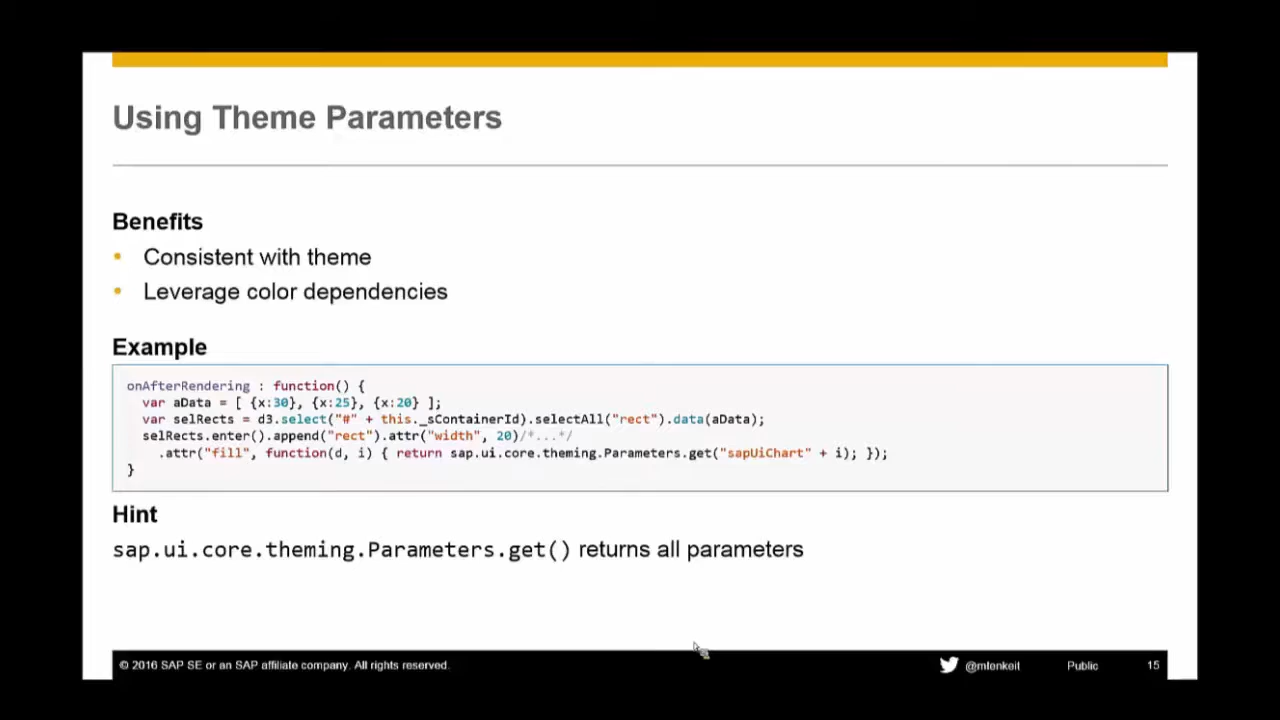 Using Theme Parameters
Benefits
• Consistent with theme
• Leverage color dependencies
Example
onAfterRendering : function() {
  var aData = [ {x:30}, {x:25}, {x:20} ];
  var selRects = d3.select("#" + this._sContainerId).selectAll("rect").data(aData);
  selRects.enter().append("rect").attr("width", 20)/*...*/
    .attr("fill", function(d, i) { return sap.ui.core.theming.Parameters.get("sapUiChart" + i); });
}
Hint
sap.ui.core.theming.Parameters.get() returns all parameters
© 2016 SAP SE or an SAP affiliate company. All rights reserved. @mlenkeit Public 15